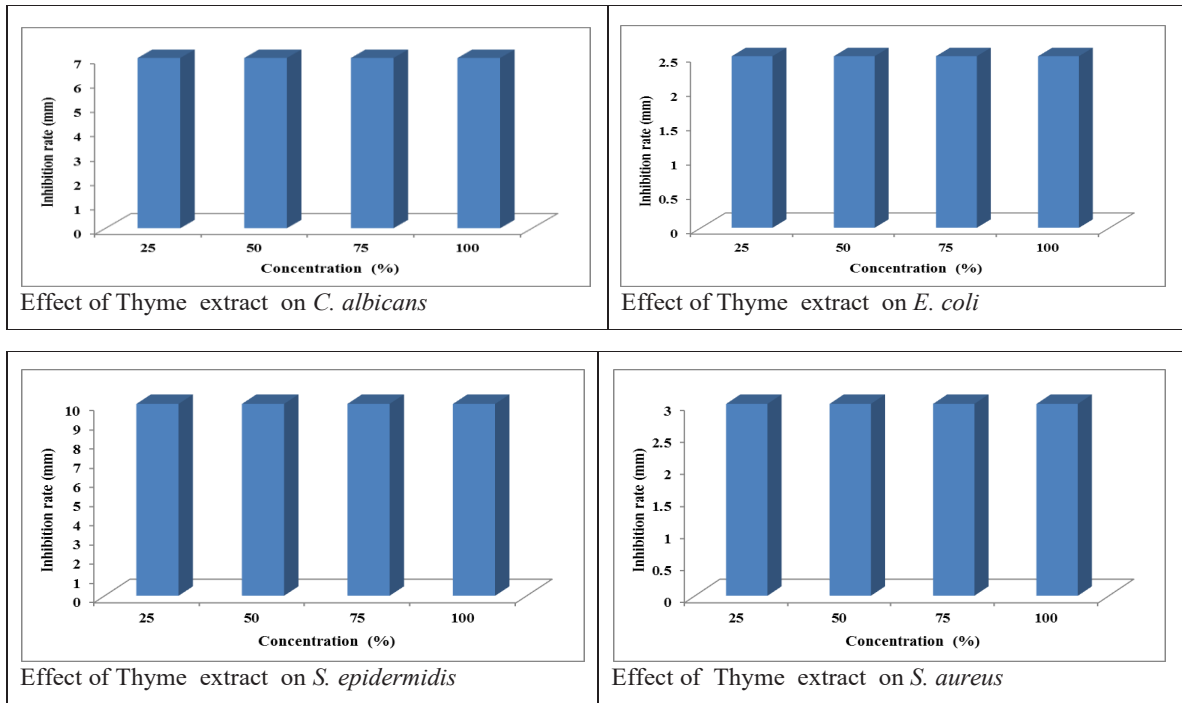 Inhibition rate (mm)
7
6
5
4
3
2
1
0
25 50 75 100
Concentration (%)
Effect of Thyme extract on C. albicans
Inhibition rate (mm)
2.5
2
1.5
1
0.5
0
25 50 75 100
Concentration (%)
Effect of Thyme extract on E. coli
Inhibition rate (mm)
10
9
8
7
6
5
4
3
2
1
0
25 50 75 100
Concentration (%)
Effect of Thyme extract on S. epidermidis
Inhibition rate (mm)
3
2.5
2
1.5
1
0.5
0
25 50 75 100
Concentration (%)
Effect of Thyme extract on S. aureus